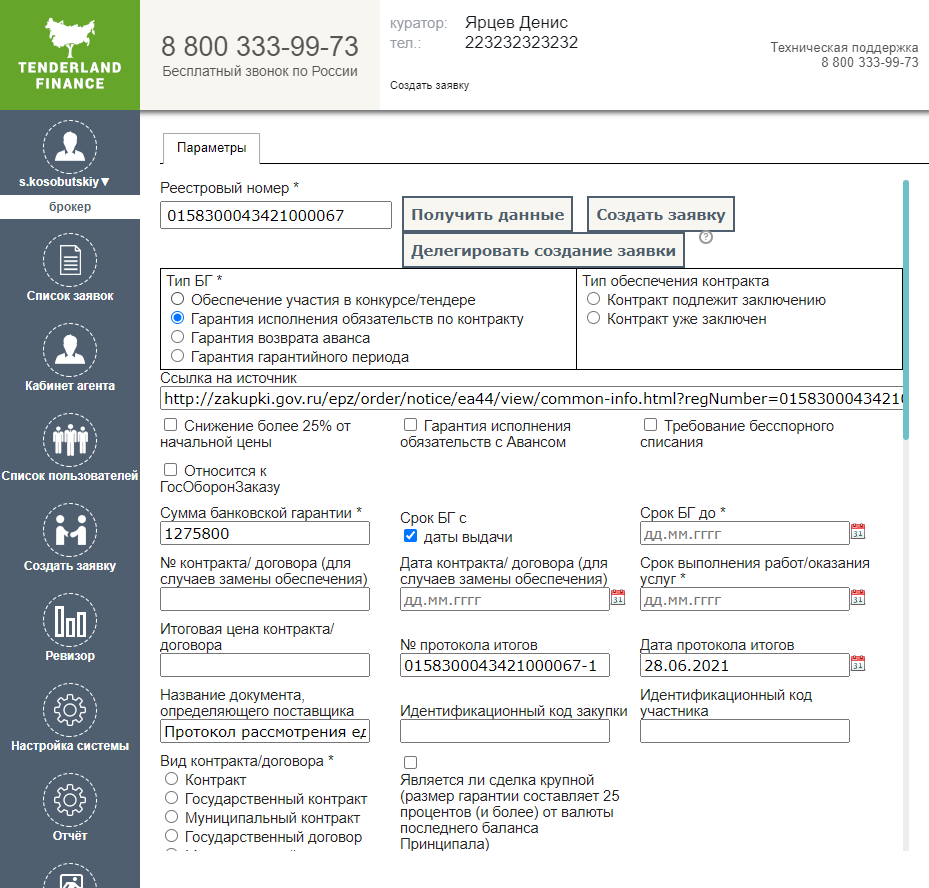 TENDERLAND
FINANCE
8 800 333-99-73
Бесплатный звонок по России
куратор: Ярцев Денис
тел.: 223232323232
Создать заявку
Техническая поддержка
8 800 333-99-73
s.kosobutskiy▼
брокер
Список заявок
Кабинет агента
Список пользователей
Создать заявку
Ревизор
Настройка системы
Отчёт
Параметры
Реестровый номер *
0158300043421000067
Получить данные
Создать заявку
Делегировать создание заявки
?
Тип БГ *
Обеспечение участия в конкурсе/тендере
Гарантия исполнения обязательств по контракту
Гарантия возврата аванса
Гарантия гарантийного периода
Тип обеспечения контракта
Контракт подлежит заключению
Контракт уже заключен
Ссылка на источник
http://zakupki.gov.ru/epz/order/notice/ea44/view/common-info.html?regNumber=01583000434210
Снижение более 25% от
начальной цены
Гарантия исполнения
обязательств с Авансом
Требование бесспорного
списания
Относится к
ГосОборонЗаказу
Сумма банковской гарантии *
1275800
Срок БГ с
даты выдачи
Срок БГ до *
дд.мм.гггг
31
№ контракта/ договора (для
случаев замены обеспечения)
Дата контракта/ договора (для
случаев замены обеспечения)
дд.мм.гггг
31
Срок выполнения работ/оказания
услуг *
дд.мм.гггг
31
Итоговая цена контракта/
договора
№ протокола итогов
0158300043421000067-1
Дата протокола итогов
28.06.2021
31
Название документа,
определяющего поставщика
Протокол рассмотрения ед
Идентификационный код закупки
Идентификационный код
участника
Вид контракта/договора *
Контракт
Государственный контракт
Муниципальный контракт
Государственный договор
Является ли сделка крупной
(размер гарантии составляет 25
процентов (и более) от валюты
последнего баланса
Принципала)